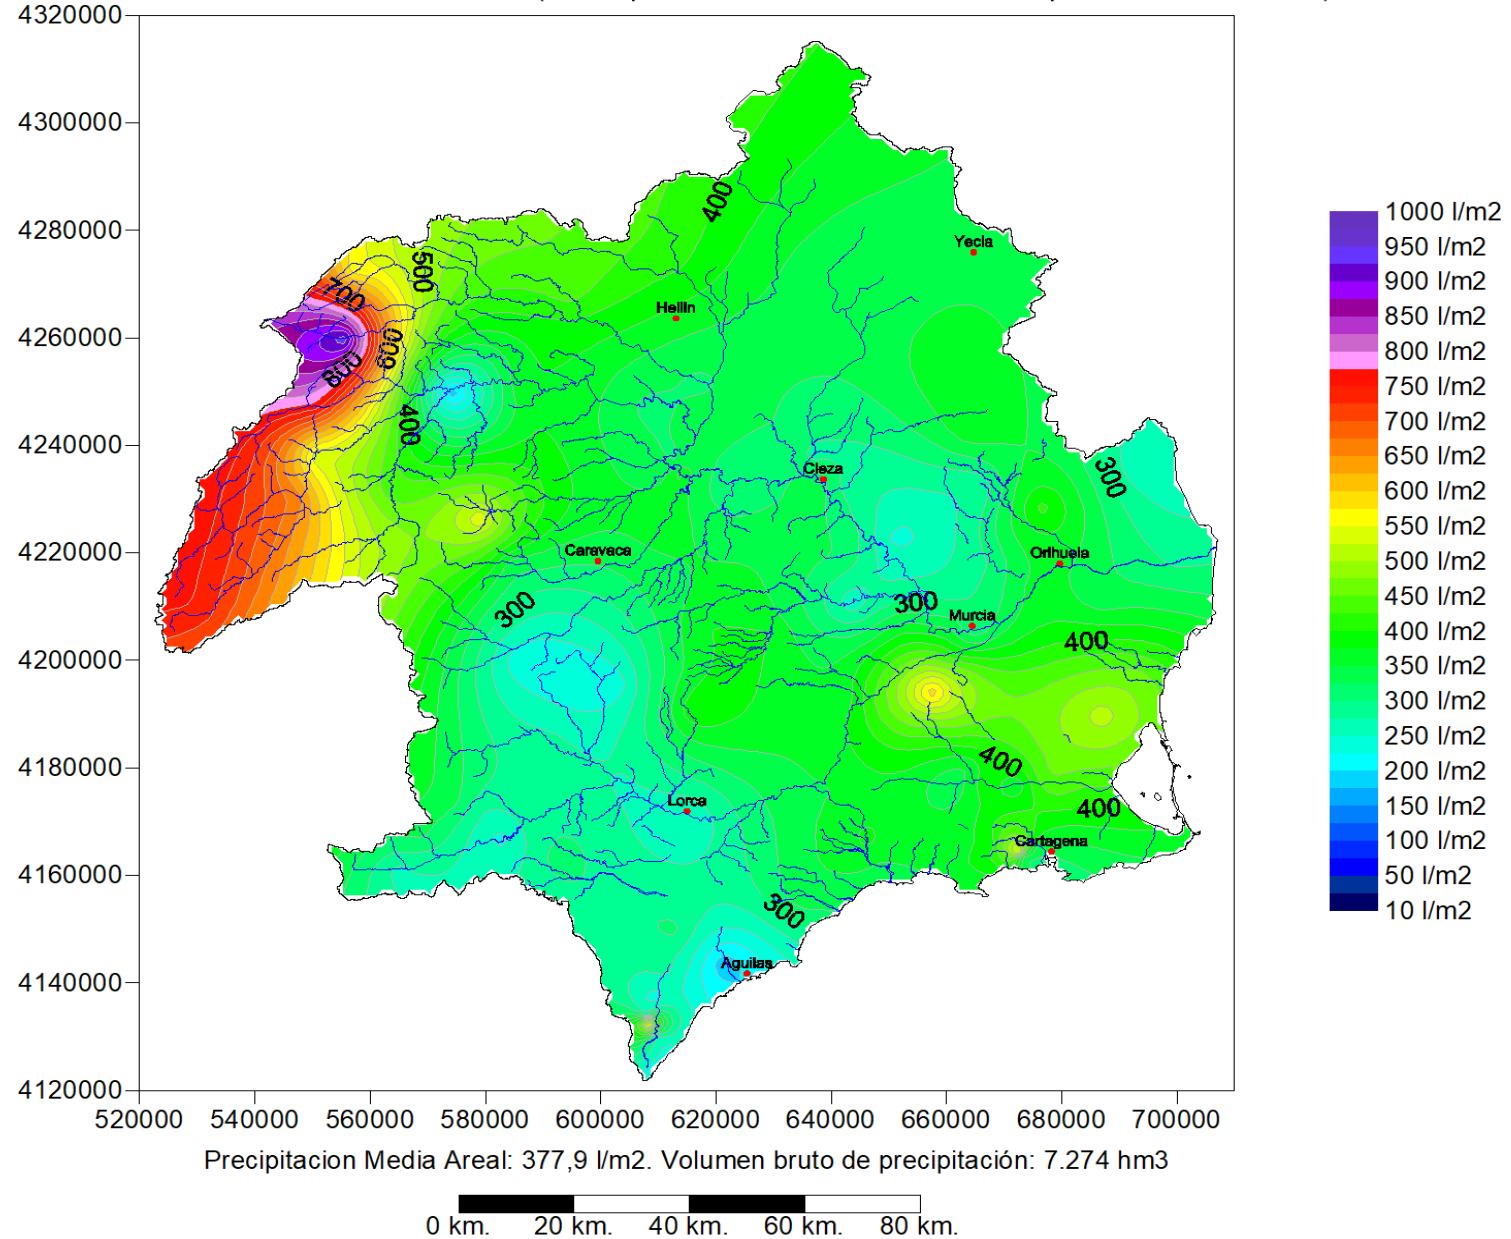 4320000
4300000
4280000
4260000
4240000
4220000
4200000
4180000
4160000
4140000
4120000
520000 540000 560000 580000 600000 620000 640000 660000 680000 700000
400
Yecla
500
700
Hellin
600
800
400
Cieza
300
Caravaca
Orihuela
300
300
Murcia
400
400
Lorca
400
Cartagena
300
Aguilas
1000 l/m2
950 l/m2
900 l/m2
850 l/m2
800 l/m2
750 l/m2
700 l/m2
650 l/m2
600 l/m2
550 l/m2
500 l/m2
450 l/m2
400 l/m2
350 l/m2
300 l/m2
250 l/m2
200 l/m2
150 l/m2
100 l/m2
50 l/m2
10 l/m2
Precipitacion Media Areal: 377,9 l/m2. Volumen bruto de precipitación: 7.274 hm3
0 km. 20 km. 40 km. 60 km. 80 km.